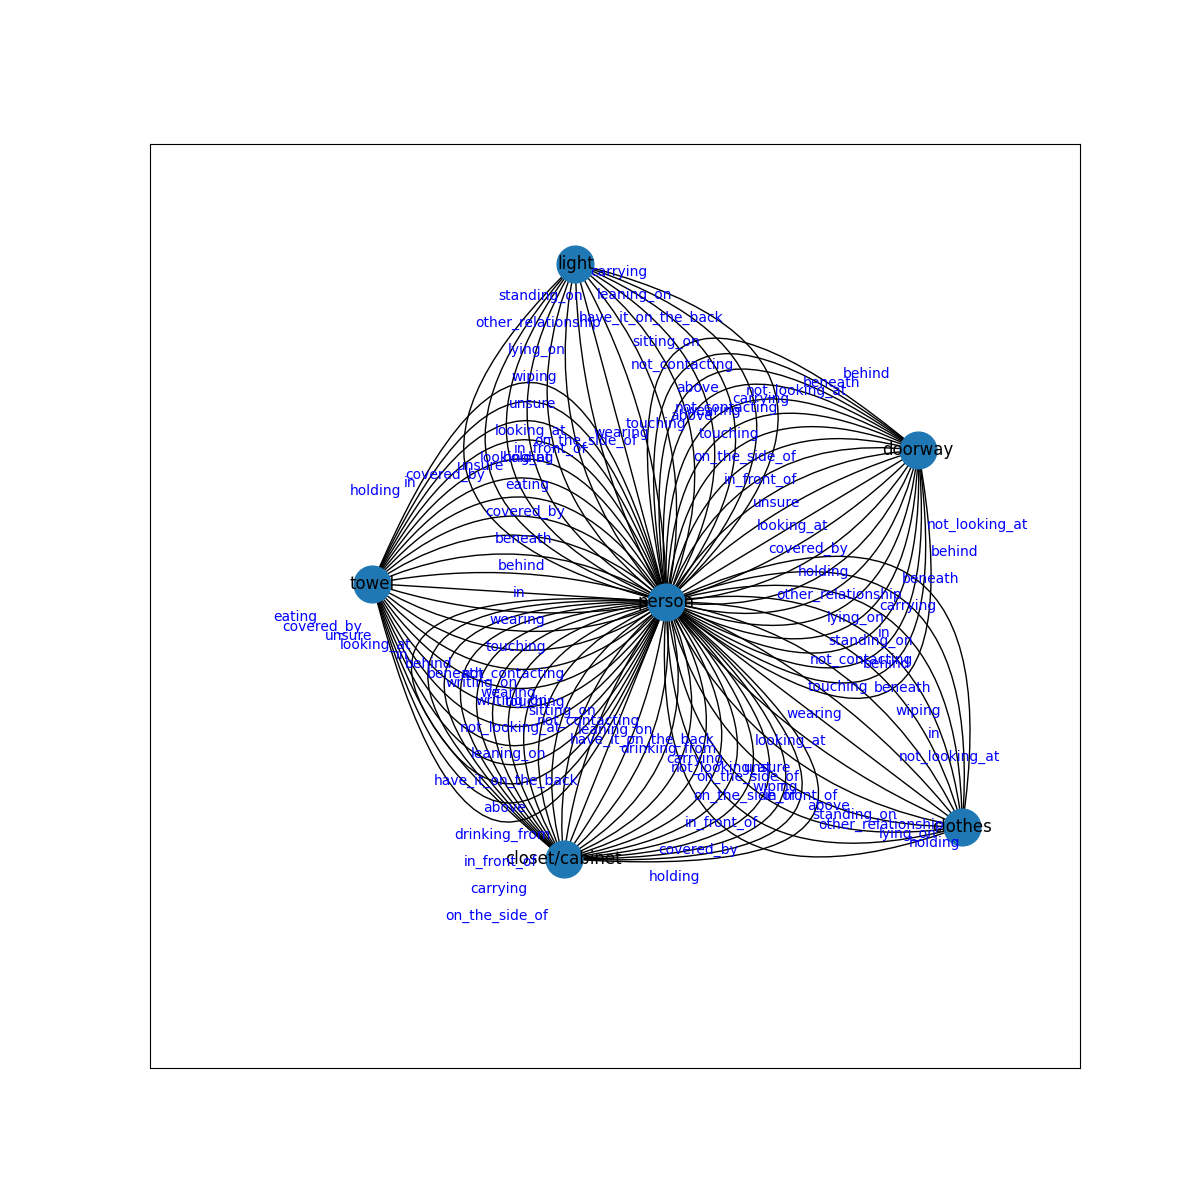 light
carrying
standing_on
leaning_on
have_it_on_the_back
other_relationship
sitting_on
lying_on
not_contacting
behind
wiping
beneath
above
not_looking_at
carrying
unsure
not_contacting
wearing
above
touching
looking_at
wearing
touching
on_the_side_of
in_front_of
doorway
looking_at
holding
on_the_side_of
unsure
covered_by
in_front_of
in
eating
holding
unsure
covered_by
not_looking_at
looking_at
beneath
covered_by
behind
behind
holding
beneath
towel
in
other_relationship
person
carrying
eating
wearing
lying_on
covered_by
in
unsure
standing_on
looking_at
touching
in
not_contacting
behind
behind
beneath
not_contacting
writing_on
touching
beneath
wearing
writing_on
touching
sitting_on
wiping
wearing
not_contacting
not_looking_at
leaning_on
in
have_it_on_the_back
looking_at
drinking_from
leaning_on
carrying
not_looking_at
not_looking_at
unsure
on_the_side_of
have_it_on_the_back
wiping
on_the_side_of
in_front_of
above
above
standing_on
in_front_of
other_relationship
clothes
drinking_from
lying_on
holding
covered_by
closet/cabinet
in_front_of
holding
carrying
on_the_side_of